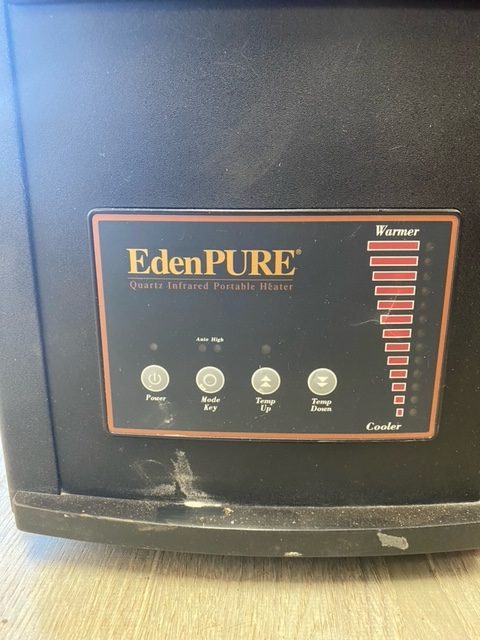 Warmer
EdenPURE®
Quartz Infrared Portable Heater
Auto High
Power
Mode
Key
Temp
Up
Temp
Down
Cooler